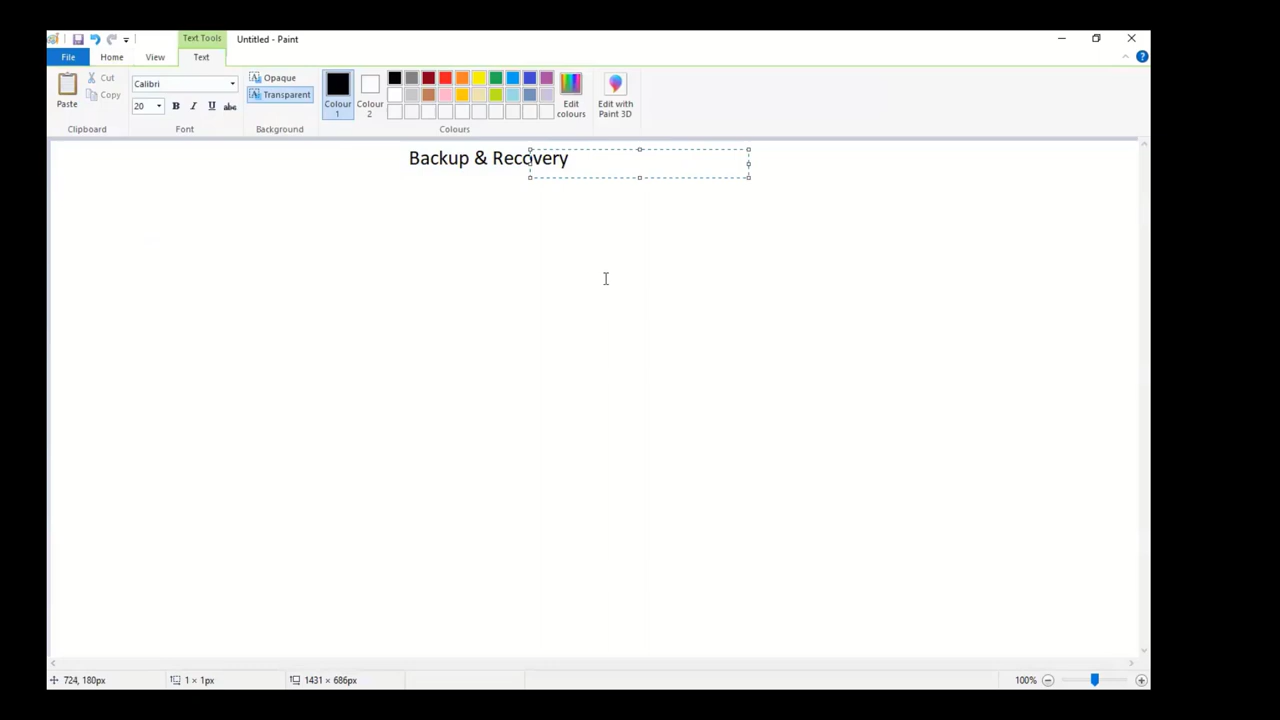 Text Tools
Untitled - Paint
File
Home
View
Text
Paste
Cut
Copy
Clipboard
Calibri
20
B I U abc
Font
Opaque
Transparent
Background
Colour 1
Colour 2
Edit colours
Colours
Edit with Paint 3D
Backup & Recovery
724, 180px
1 × 1px
1431 × 686px
100%